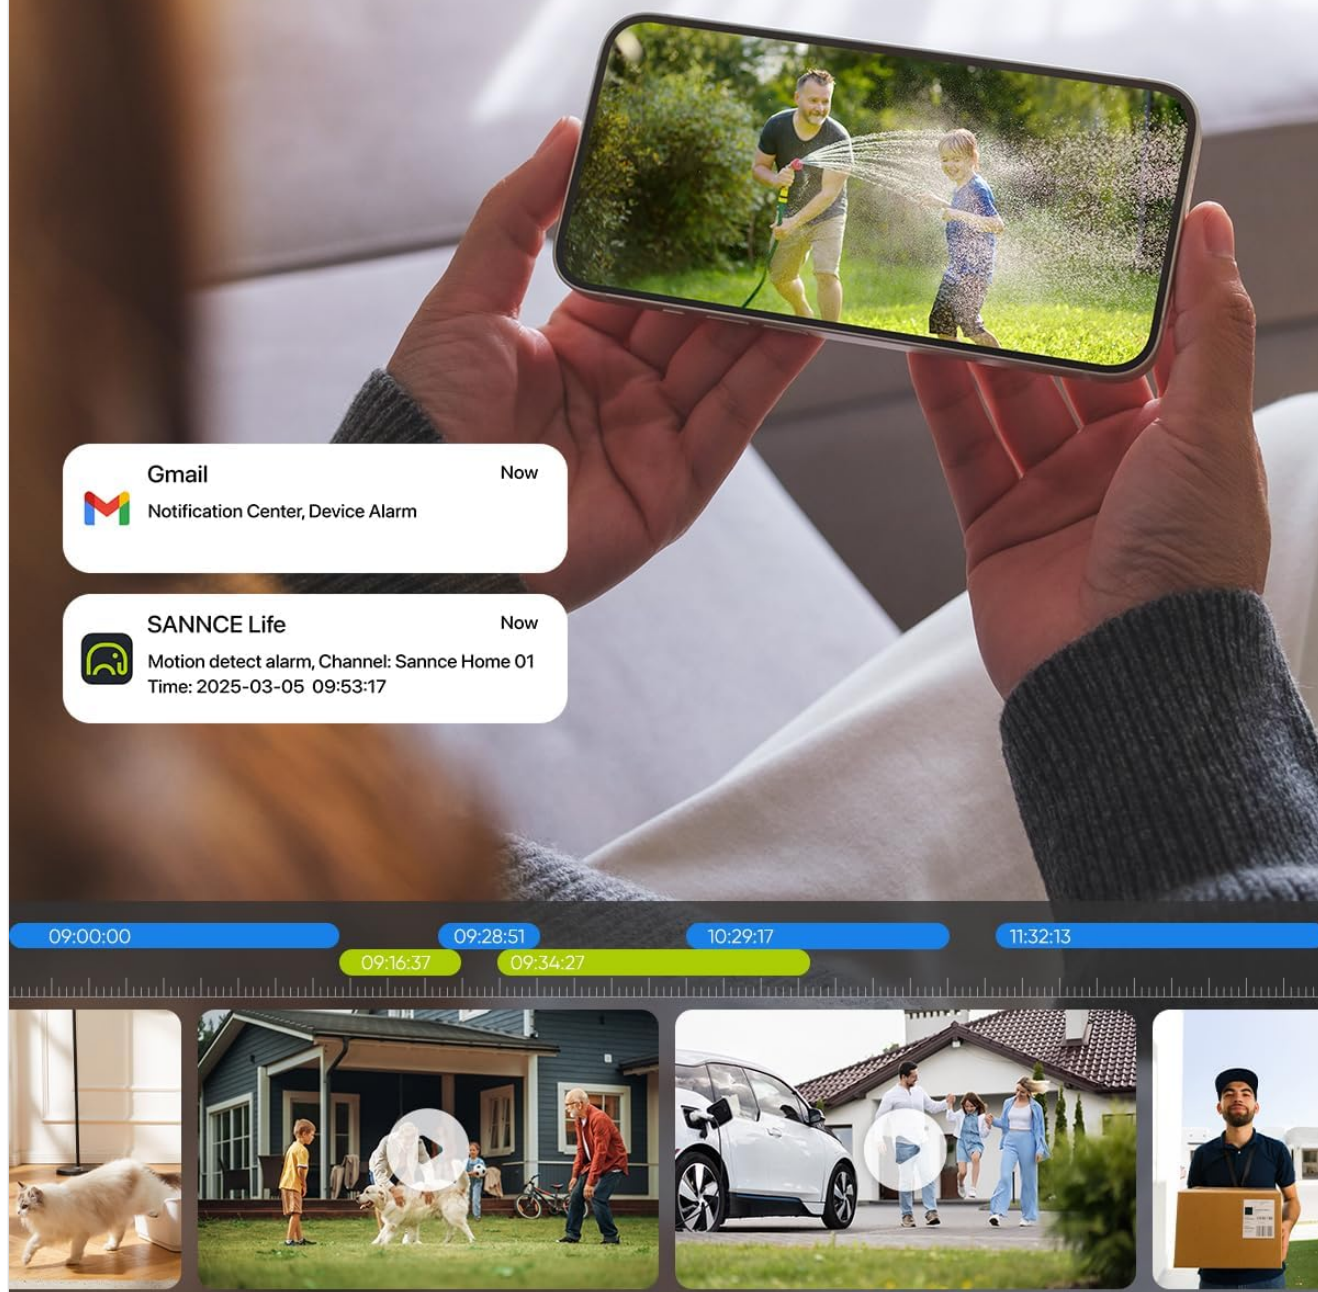 Gmail
Now
Notification Center, Device Alarm
SANNCE Life
Now
Motion detect alarm, Channel: Sannce Home 01
Time: 2025-03-05 09:53:17
09:00:00
09:28:51
10:29:17
11:32:13
09:16:37
09:34:27